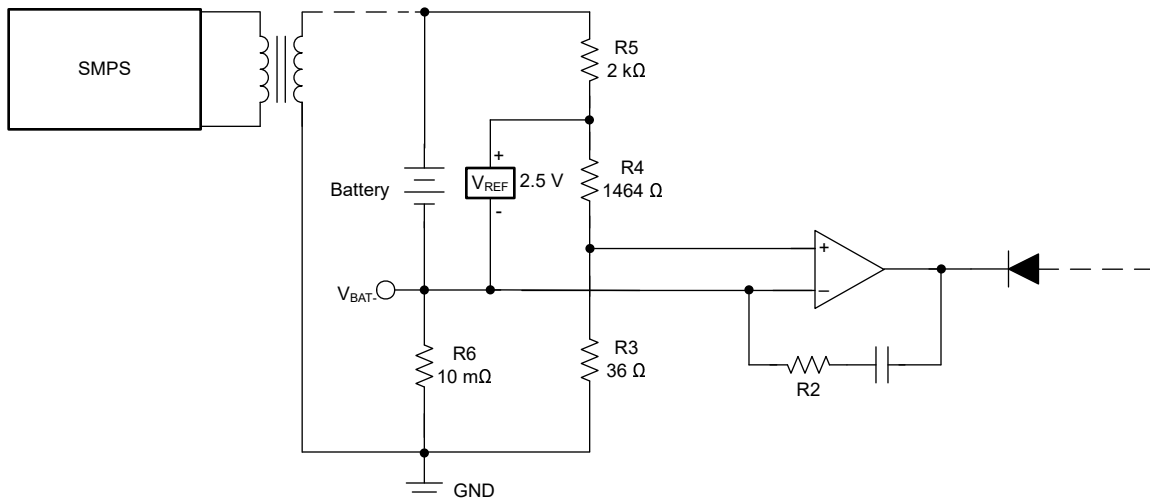 SMPS
R5
2 kΩ
+
VREF
2.5 V
-
R4
1464 Ω
Battery
+
−
VBAT-
R6
10 mΩ
R3
36 Ω
R2
GND